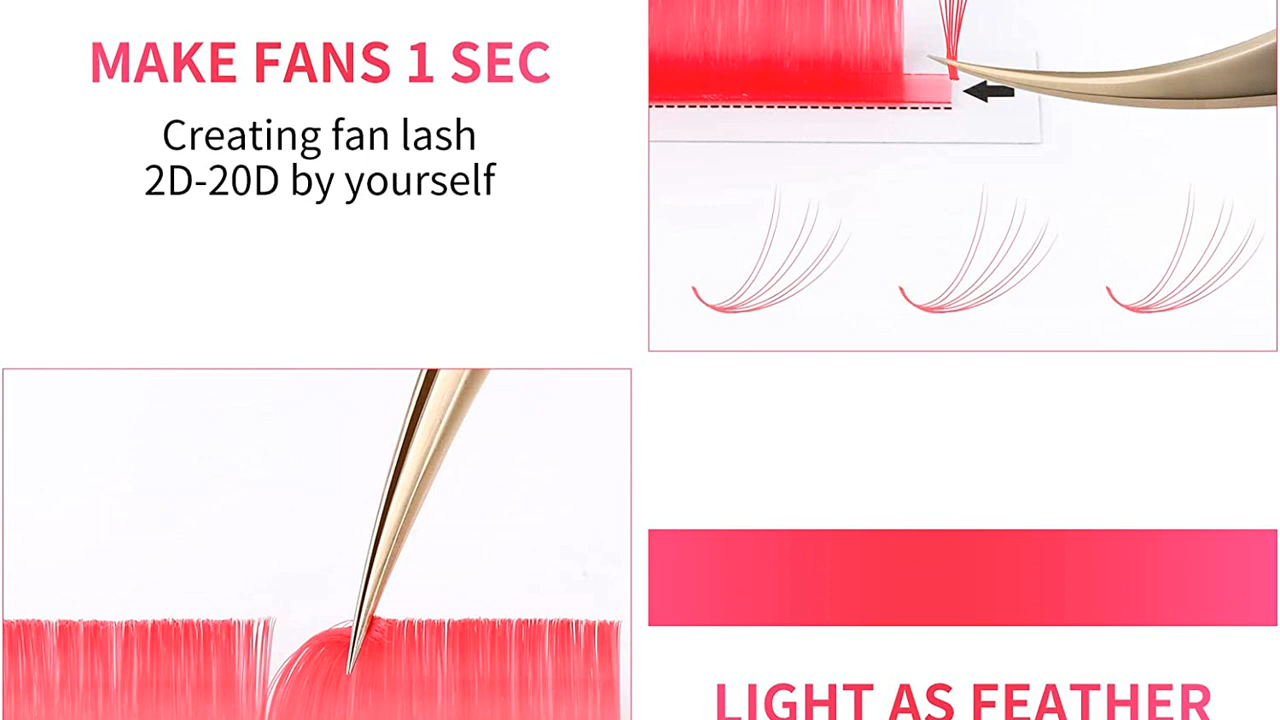 MAKE FANS 1 SEC
Creating fan lash
2D-20D by yourself
LIGHT AS FEATHER